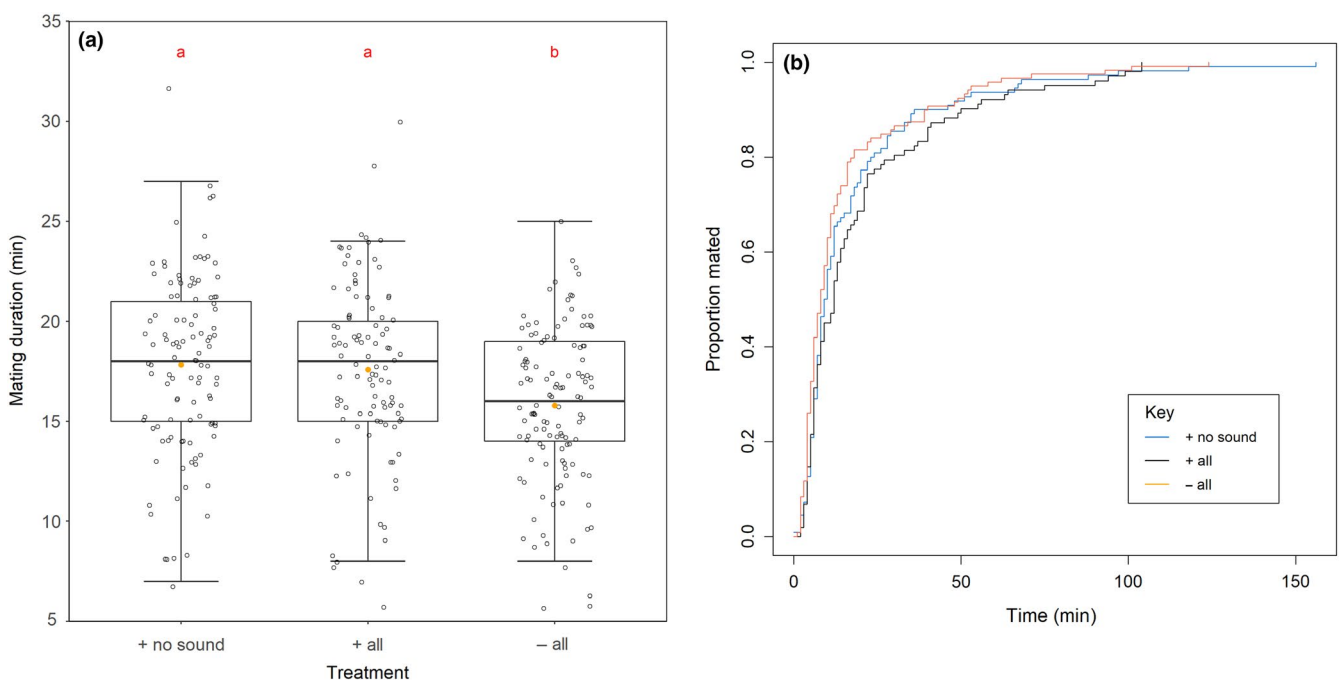 (a)
a a b
35
30
25
20
15
10
5
Mating duration (min)
+ no sound + all – all
Treatment
(b)
1.0
0.8
0.6
0.4
0.2
0.0
Proportion mated
Key
+ no sound
+ all
– all
0 50 100 150
Time (min)